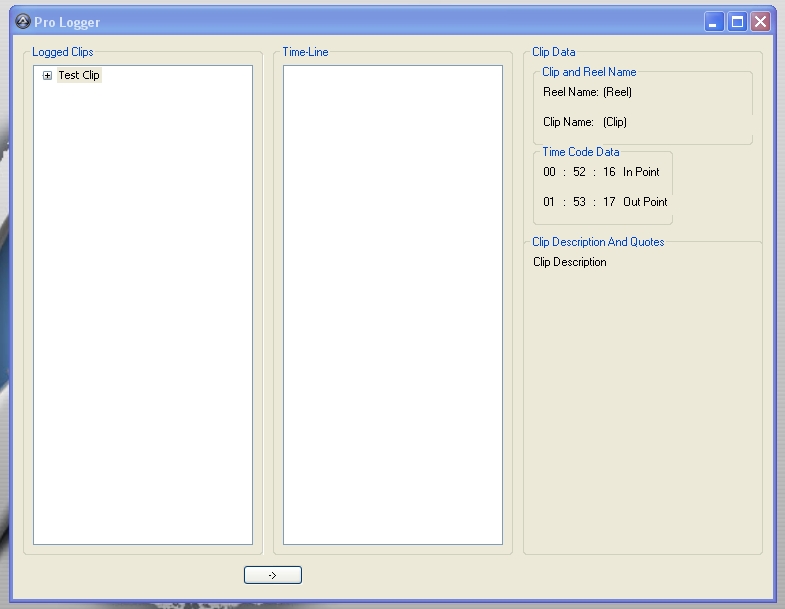 Pro Logger
Logged Clips
Test Clip
Time-Line
Clip Data
Clip and Reel Name
Reel Name: (Reel)
Clip Name: (Clip)
Time Code Data
00 : 52 : 16 In Point
01 : 53 : 17 Out Point
Clip Description And Quotes
Clip Description
->